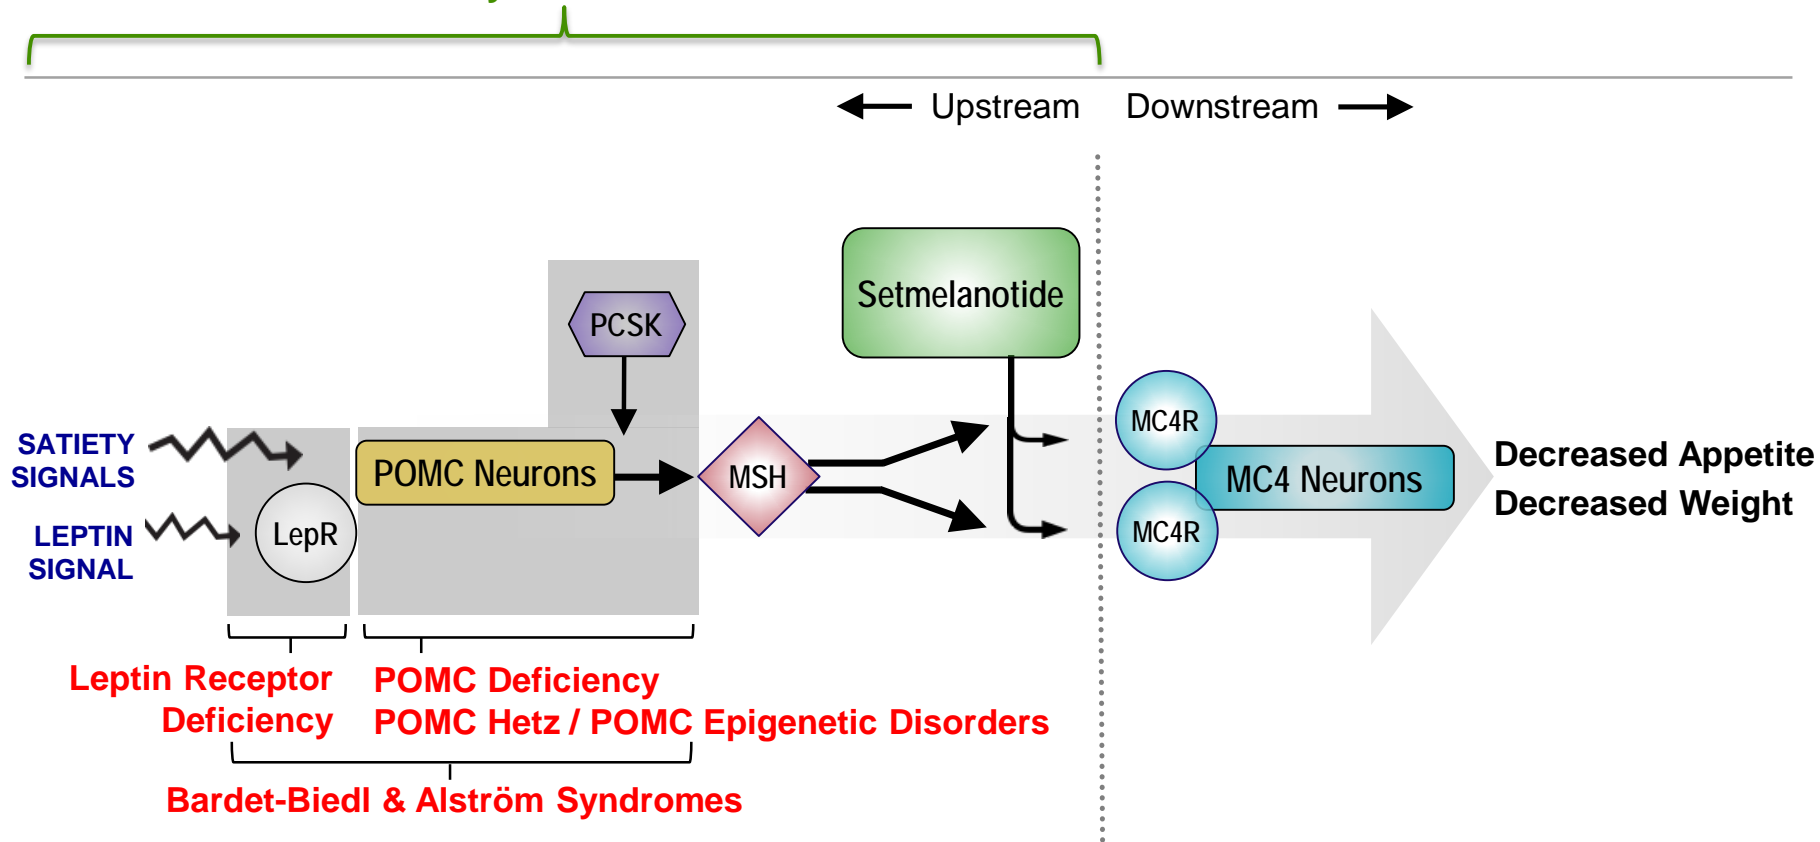 Upstream
Downstream
Setmelanotide
PCSK
SATIETY
SIGNALS
POMC Neurons
MSH
MC4R
MC4 Neurons
Decreased Appetite
Decreased Weight
LEPTIN
SIGNAL
LepR
MC4R
Leptin Receptor
Deficiency
POMC Deficiency
POMC Hetz / POMC Epigenetic Disorders
Bardet-Biedl & Alström Syndromes